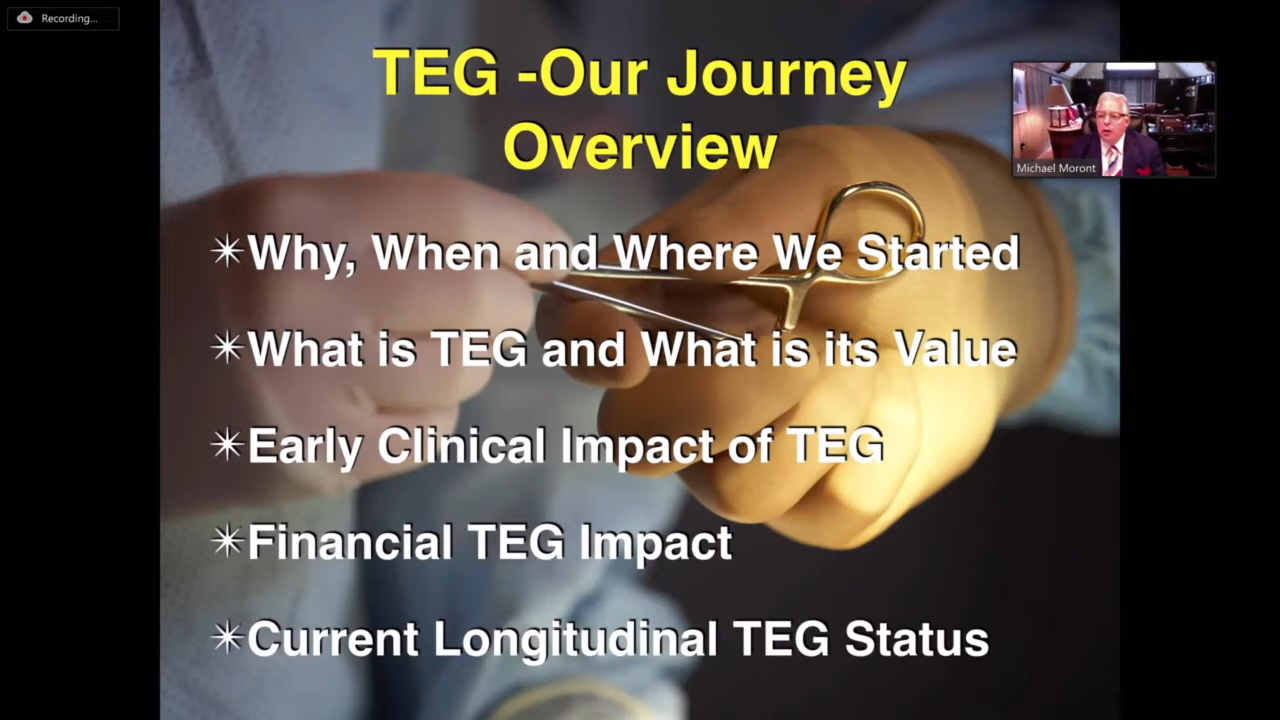 Recording...
TEG -Our Journey
Overview
Michael Moront
✴Why, When and Where We Started
✴What is TEG and What is its Value
✴Early Clinical Impact of TEG
✴Financial TEG Impact
✴Current Longitudinal TEG Status